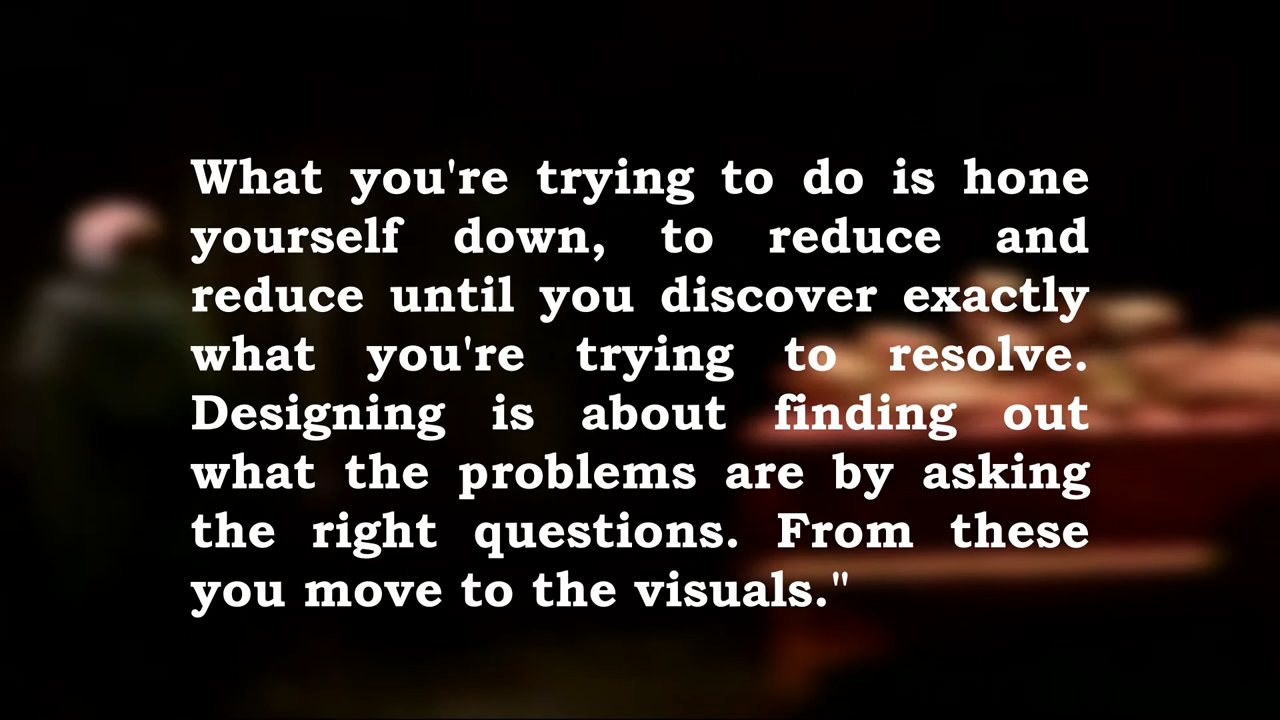 What you're trying to do is hone
yourself down, to reduce and
reduce until you discover exactly
what you're trying to resolve.
Designing is about finding out
what the problems are by asking
the right questions. From these
you move to the visuals."